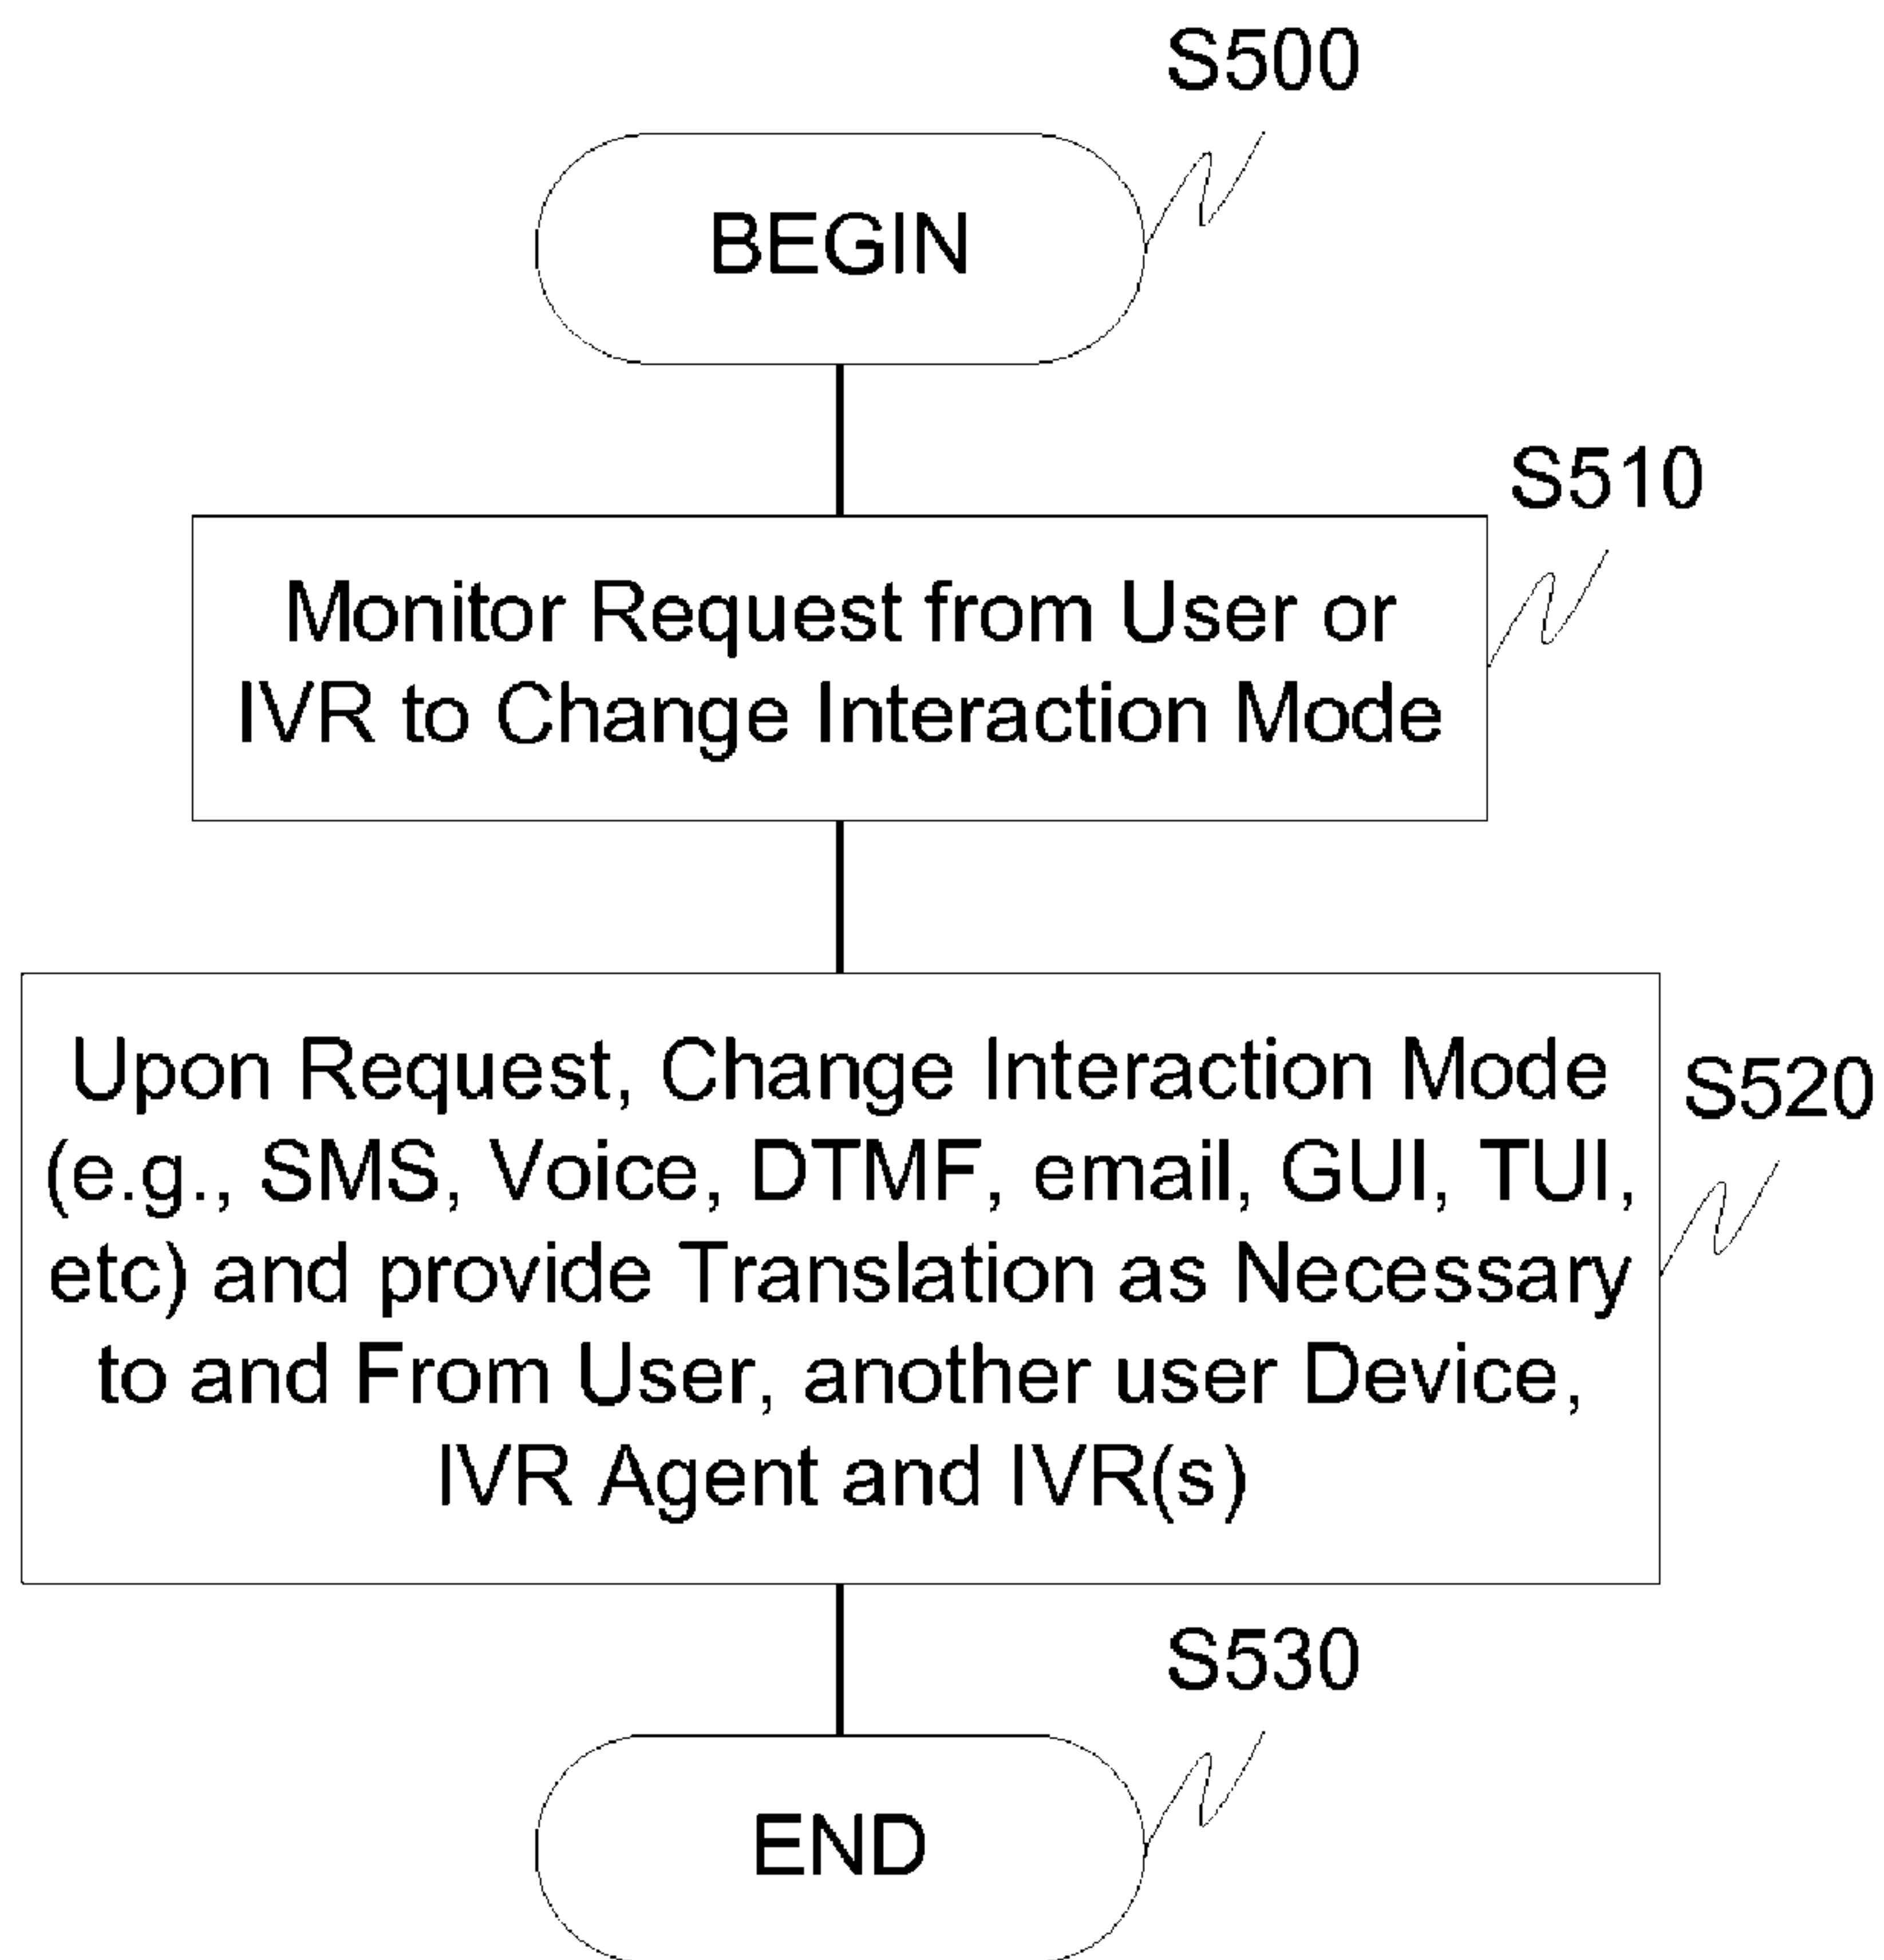 S500
BEGIN
S510
Monitor Request from User or
IVR to Change Interaction Mode
Upon Request, Change Interaction Mode
S520
(e.g., SMS, Voice, DTMF, email, GUI, TUI,
etc) and provide Translation as Necessary
to and From User, another user Device,
IVR Agent and IVR(s)
S530
END